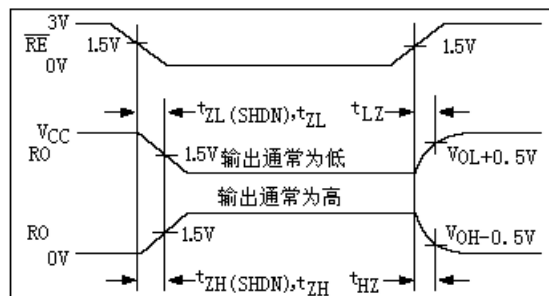 3V
RE 1.5V 1.5V
0V
tZL(SHDN),tZL tLZ
VCC
RO 1.5V 输出通常为低 VOL+0.5V
输出通常为高
RO 1.5V VOH-0.5V
0V
tZH(SHDN),tZH tHZ